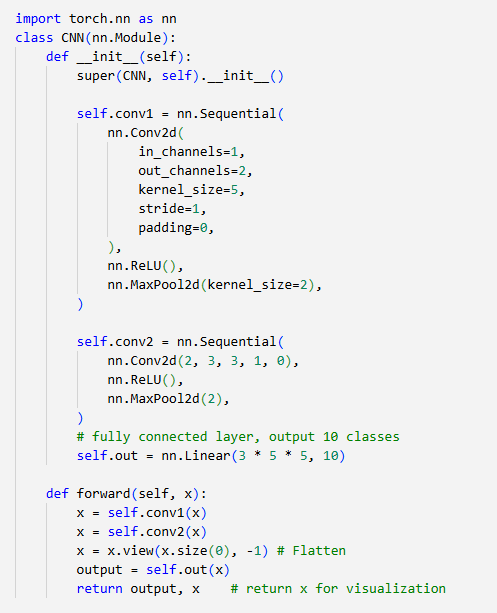 import torch.nn as nn
class CNN(nn.Module):
    def __init__(self):
        super(CNN, self).__init__()

        self.conv1 = nn.Sequential(
            nn.Conv2d(
                in_channels=1,
                out_channels=2,
                kernel_size=5,
                stride=1,
                padding=0,
            ),
            nn.ReLU(),
            nn.MaxPool2d(kernel_size=2),
        )

        self.conv2 = nn.Sequential(
            nn.Conv2d(2, 3, 3, 1, 0),
            nn.ReLU(),
            nn.MaxPool2d(2),
        )
        # fully connected layer, output 10 classes
        self.out = nn.Linear(3 * 5 * 5, 10)

    def forward(self, x):
        x = self.conv1(x)
        x = self.conv2(x)
        x = x.view(x.size(0), -1) # Flatten
        output = self.out(x)
        return output, x    # return x for visualization